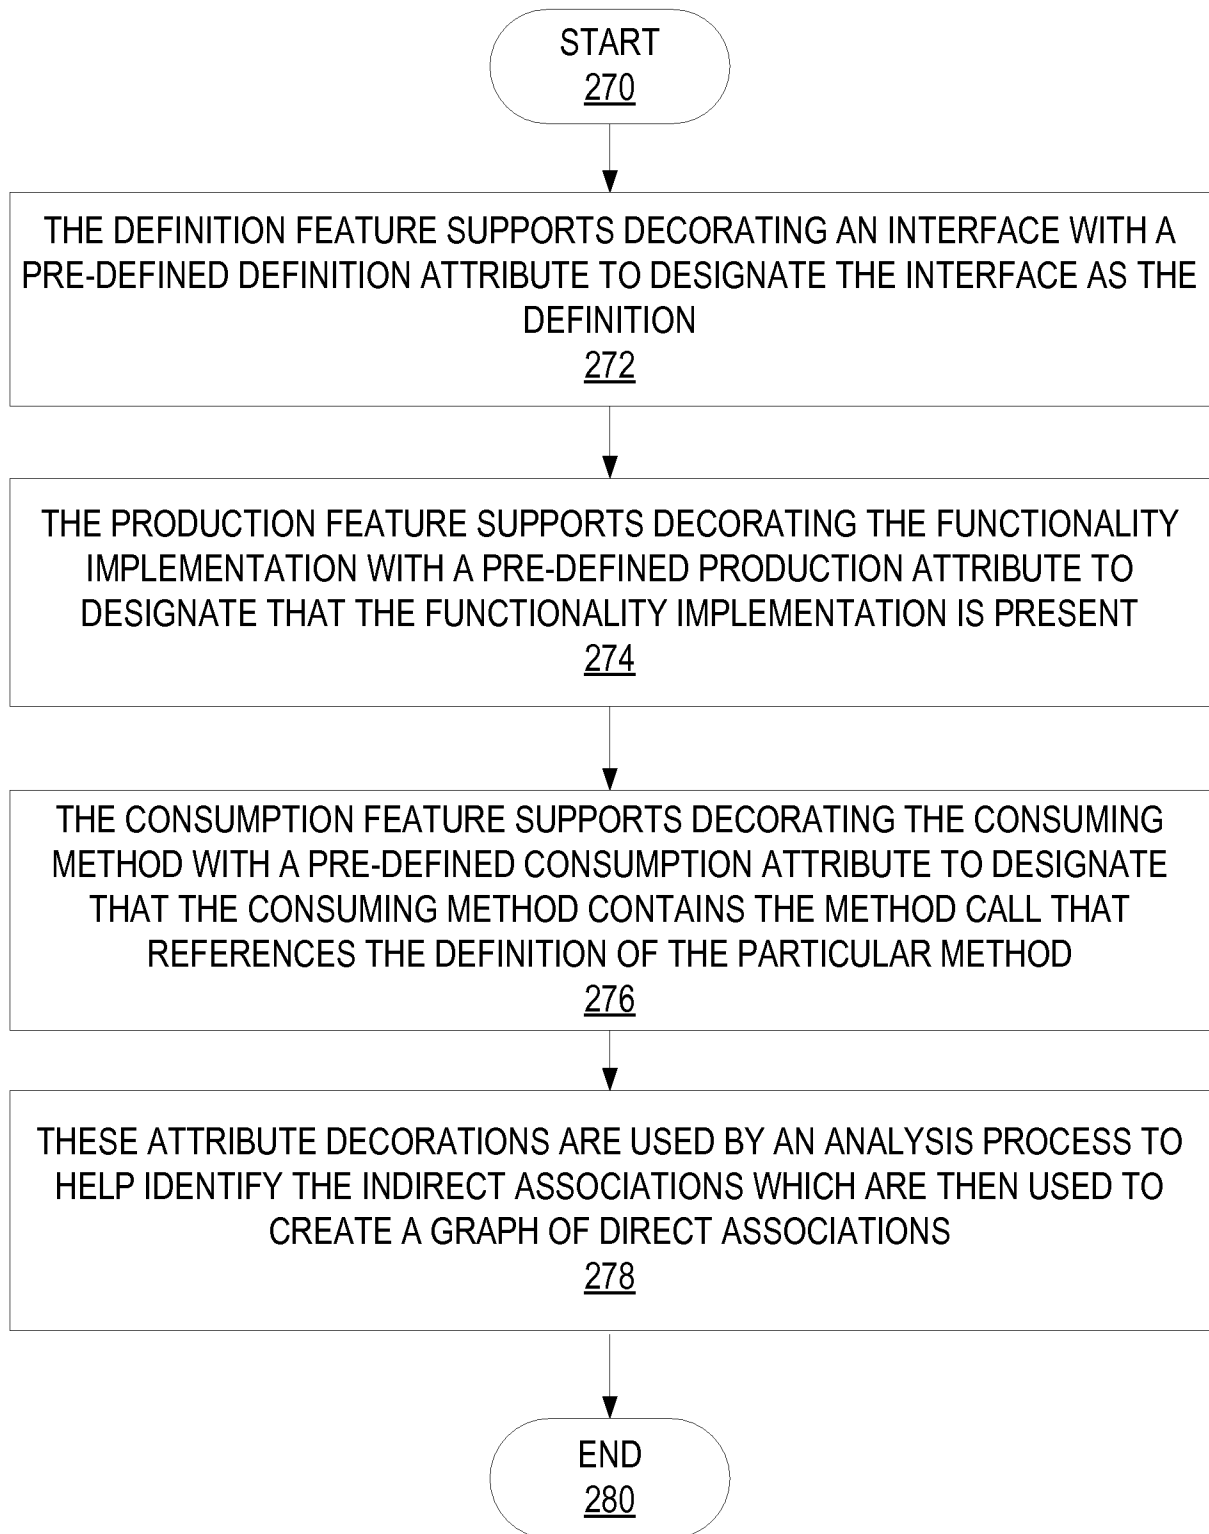 START
270
THE DEFINITION FEATURE SUPPORTS DECORATING AN INTERFACE WITH A
PRE-DEFINED DEFINITION ATTRIBUTE TO DESIGNATE THE INTERFACE AS THE
DEFINITION
272
THE PRODUCTION FEATURE SUPPORTS DECORATING THE FUNCTIONALITY
IMPLEMENTATION WITH A PRE-DEFINED PRODUCTION ATTRIBUTE TO
DESIGNATE THAT THE FUNCTIONALITY IMPLEMENTATION IS PRESENT
274
THE CONSUMPTION FEATURE SUPPORTS DECORATING THE CONSUMING
METHOD WITH A PRE-DEFINED CONSUMPTION ATTRIBUTE TO DESIGNATE
THAT THE CONSUMING METHOD CONTAINS THE METHOD CALL THAT
REFERENCES THE DEFINITION OF THE PARTICULAR METHOD
276
THESE ATTRIBUTE DECORATIONS ARE USED BY AN ANALYSIS PROCESS TO
HELP IDENTIFY THE INDIRECT ASSOCIATIONS WHICH ARE THEN USED TO
CREATE A GRAPH OF DIRECT ASSOCIATIONS
278
END
280